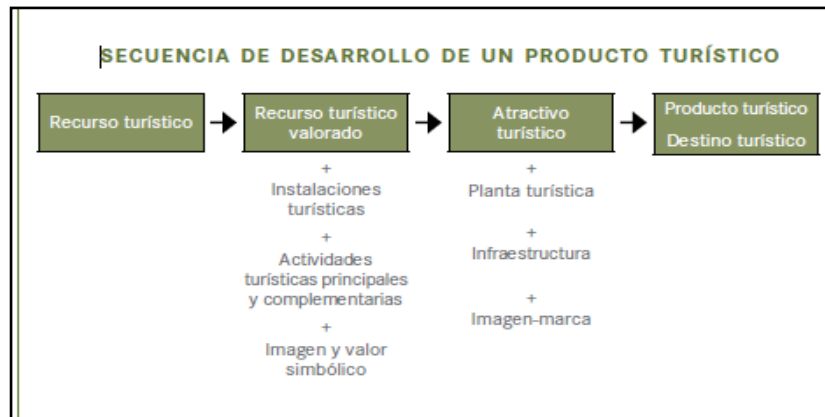 SECUENCIA DE DESARROLLO DE UN PRODUCTO TURÍSTICO
Recurso turístico
Recurso turístico
valorado
+
Instalaciones
turísticas
+
Actividades
turísticas principales
y complementarias
+
Imagen y valor
simbólico
Atractivo
turístico
+
Planta turística
+
Infraestructura
+
Imagen-marca
Producto turístico
Destino turístico